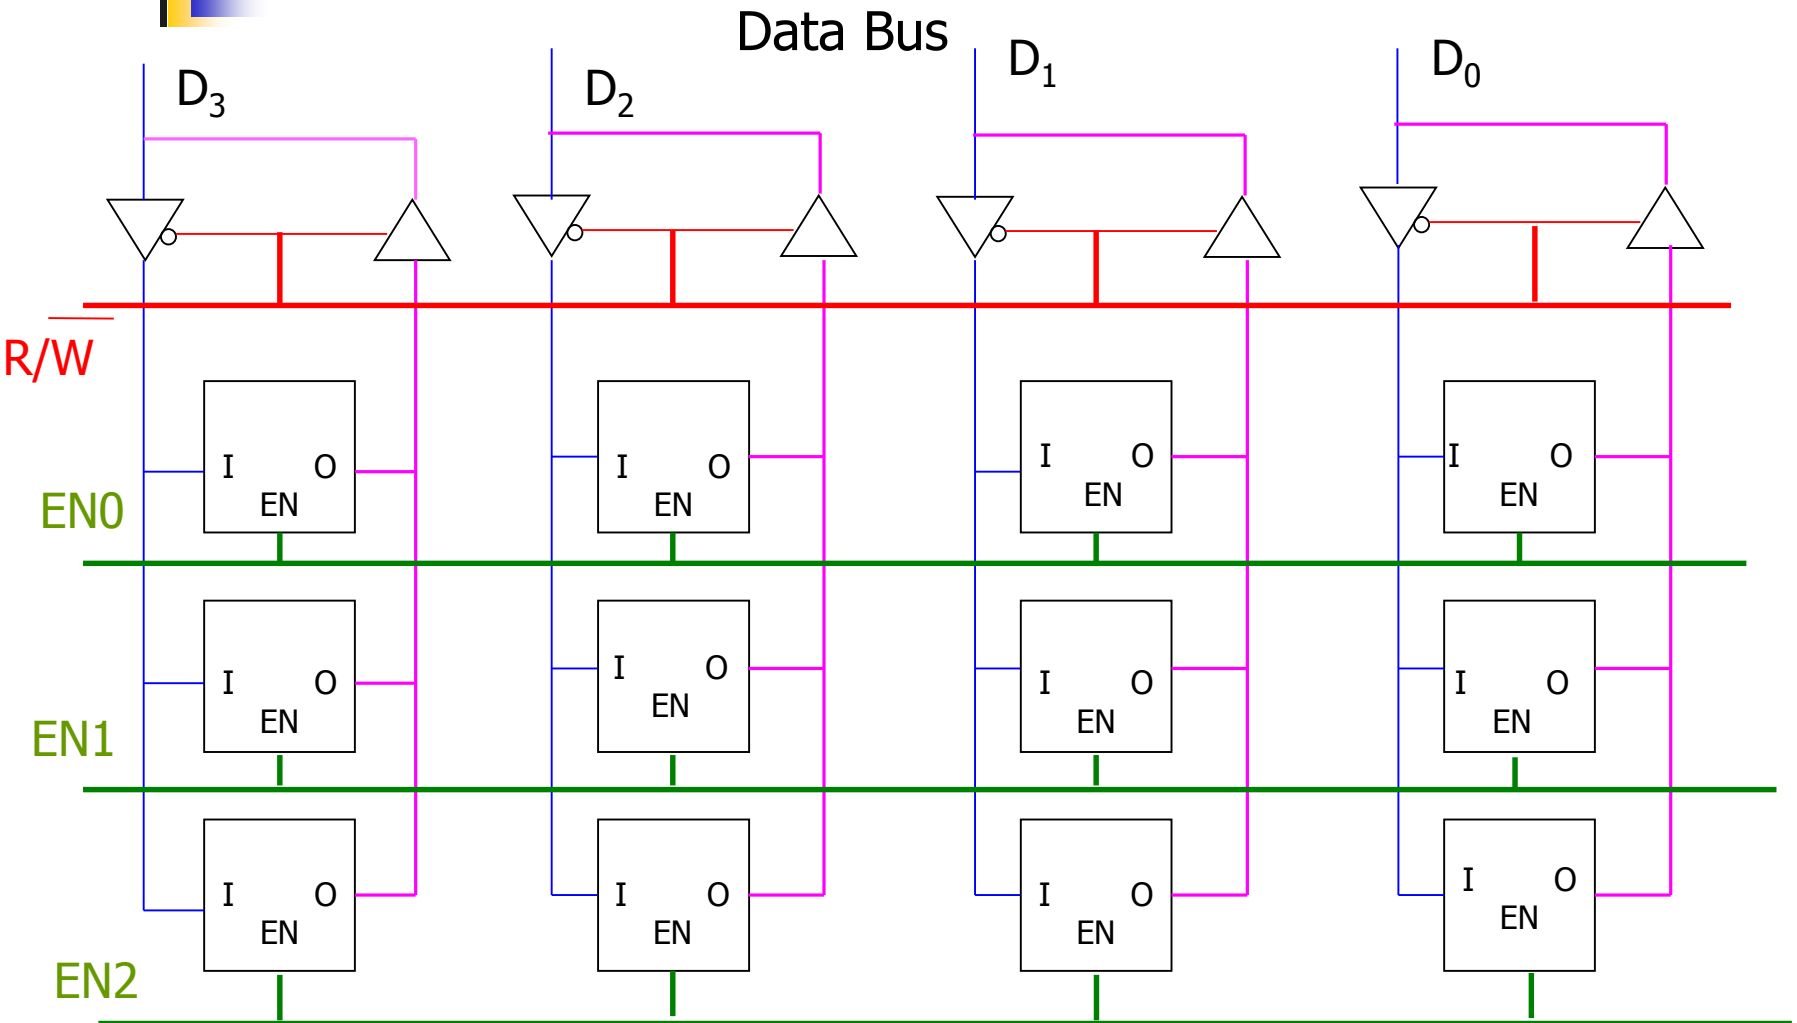 Data Bus
D₃ D₂ D₁ D₀
R/W̅
I O I O I O I O
EN EN EN EN
EN0
I O I O I O I O
EN EN EN EN
EN1
I O I O I O I O
EN EN EN EN
EN2